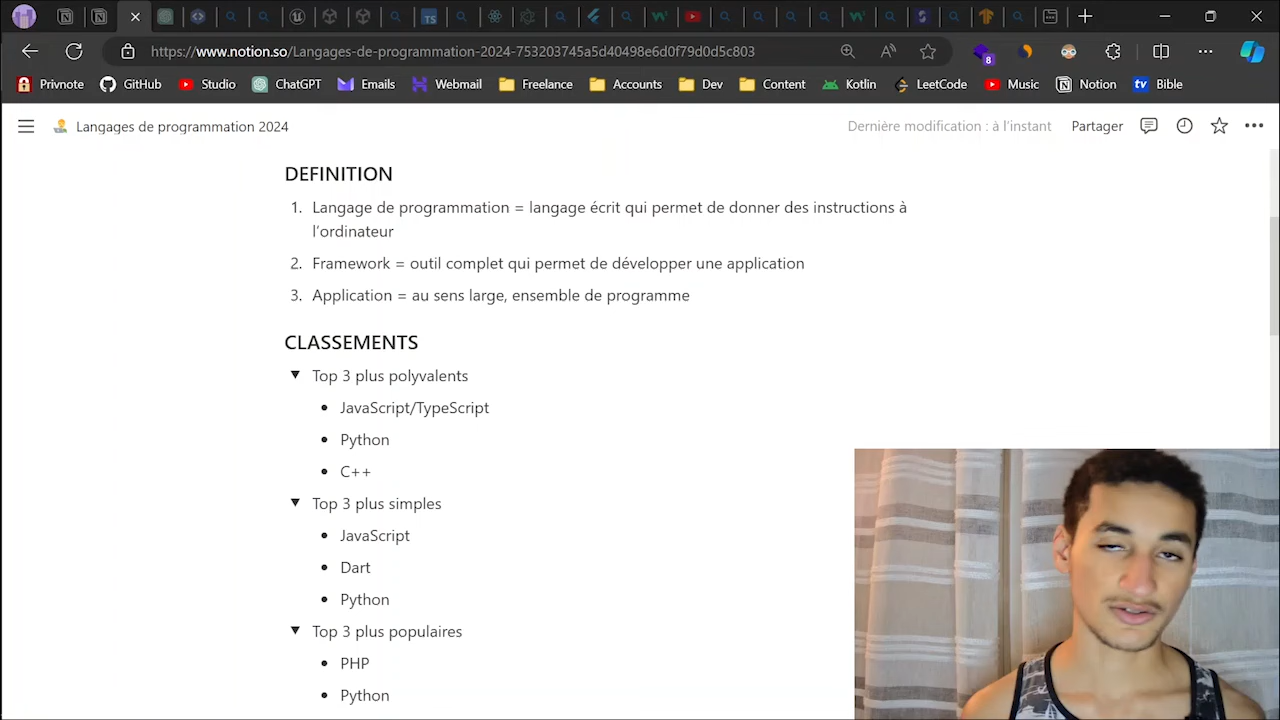 https://www.notion.so/Langages-de-programmation-2024-753203745a5d40498e6d0f79d0d5c803
8
Privnote GitHub Studio ChatGPT Emails Webmail Freelance Accounts Dev Content Kotlin LeetCode Music Notion Bible
Langages de programmation 2024
Dernière modification : à l'instant Partager
DEFINITION
1. Langage de programmation = langage écrit qui permet de donner des instructions à
l'ordinateur
2. Framework = outil complet qui permet de développer une application
3. Application = au sens large, ensemble de programme
CLASSEMENTS
Top 3 plus polyvalents
JavaScript/TypeScript
Python
C++
Top 3 plus simples
JavaScript
Dart
Python
Top 3 plus populaires
PHP
Python